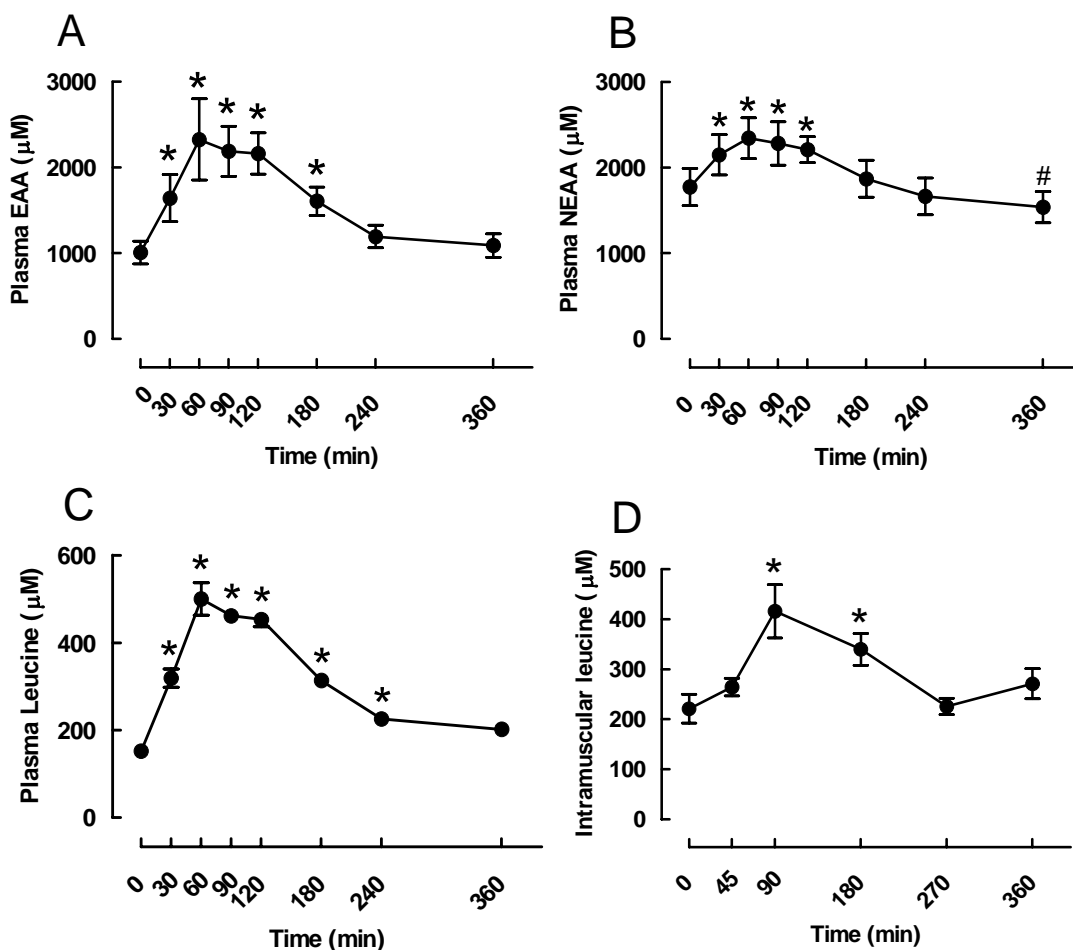 A
Plasma EAA (μM)
3000
2000
1000
0
* * * * * *
0 30 60 90 120 180 240 360
Time (min)
B
Plasma NEAA (μM)
3000
2000
1000
0
* * * * #
0 30 60 90 120 180 240 360
Time (min)
C
Plasma Leucine (μM)
600
400
200
0
* * * * * *
0 30 60 90 120 180 240 360
Time (min)
D
Intramuscular leucine (μM)
500
400
300
200
100
0
* *
0 45 90 180 270 360
Time (min)